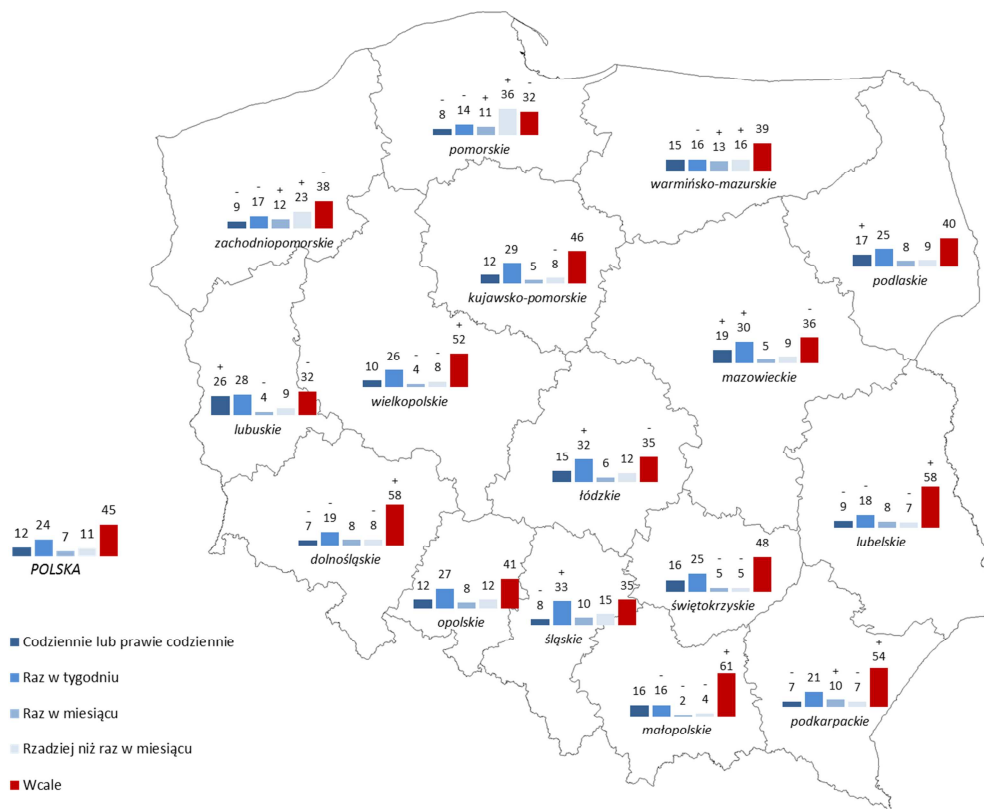 +
- - + 36 -
8 14 11 32
pomorskie
- + + 39
15 16 13 16
warmińsko-mazurskie
- - + + -
9 17 12 23 38
zachodniopomorskie
- 46
12 29 5 8
kujawsko-pomorskie
+ 40
17 25 8 9
podlaskie
+ + -
19 30 5 9 36
mazowieckie
+
- - 52
10 26 4 8
wielkopolskie
+ - -
26 28 4 9 32
lubuskie
+ -
15 32 6 12 35
łódzkie
+
- - 58
7 19 8 8
dolnośląskie
+
- - - 58
9 18 8 7
lubelskie
45
12 24 7 11
POLSKA
41
12 27 8 12
opolskie
+
- 33 35
8 10 15
śląskie
- - 48
16 25 5 5
świętokrzyskie
+
- - - 61
16 16 2 4
małopolskie
+
- + - 54
7 21 10 7
podkarpackie
Codziennie lub prawie codziennie
Raz w tygodniu
Raz w miesiącu
Rzadziej niż raz w miesiącu
Wcale